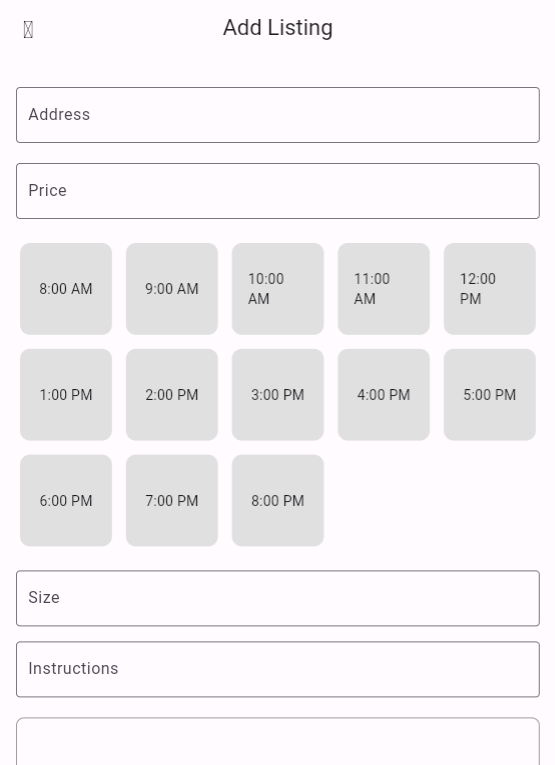 Add Listing
Address
Price
8:00 AM
9:00 AM
10:00
AM
11:00
AM
12:00
PM
1:00 PM
2:00 PM
3:00 PM
4:00 PM
5:00 PM
6:00 PM
7:00 PM
8:00 PM
Size
Instructions